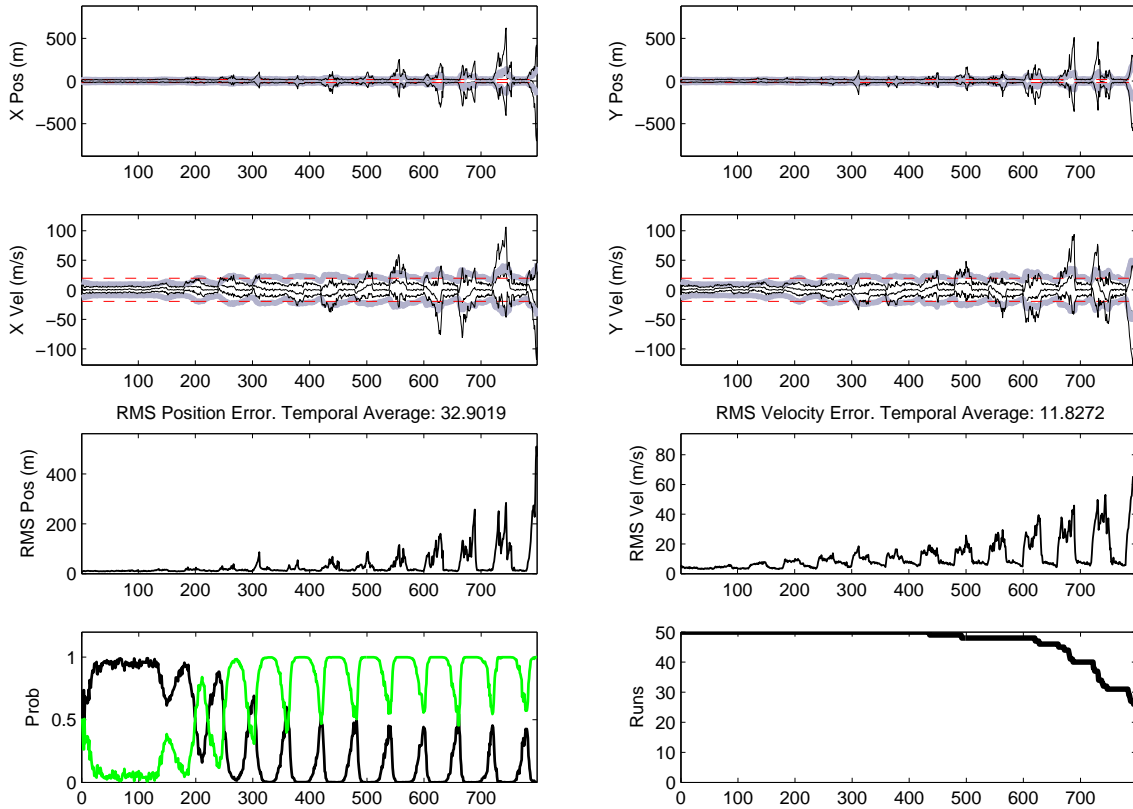 X Pos (m)
500
0
−500
100 200 300 400 500 600 700
Y Pos (m)
500
0
−500
100 200 300 400 500 600 700
X Vel (m/s)
100
50
0
−50
−100
100 200 300 400 500 600 700
Y Vel (m/s)
100
50
0
−50
−100
100 200 300 400 500 600 700
RMS Position Error. Temporal Average: 32.9019
RMS Pos (m)
400
200
0
100 200 300 400 500 600 700
RMS Velocity Error. Temporal Average: 11.8272
RMS Vel (m/s)
80
60
40
20
0
100 200 300 400 500 600 700
Prob
1
0.5
0
0 100 200 300 400 500 600 700
Runs
50
40
30
20
10
0
100 200 300 400 500 600 700